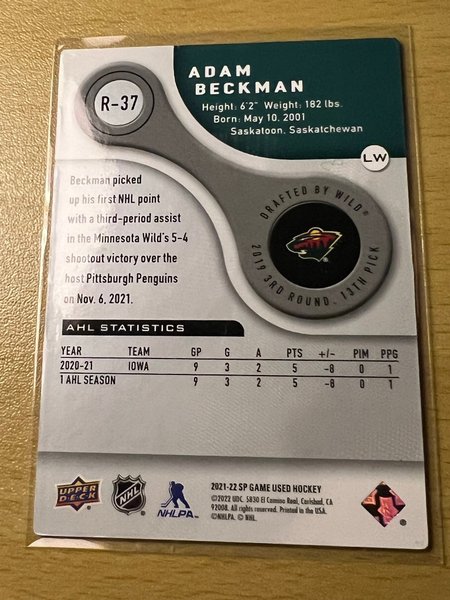 ADAM
BECKMAN
R-37
Height: 6'2" Weight: 182 lbs.
Born: May 10, 2001
Saskatoon, Saskatchewan
LW
Beckman picked
up his first NHL point
with a third-period assist
in the Minnesota Wild's 5-4
shootout victory over the
host Pittsburgh Penguins
on Nov. 6, 2021.
DRAFTED BY WILD®
2019 3RD ROUND, 13TH PICK
AHL STATISTICS
YEAR TEAM GP G A PTS +/- PIM PPG
2020-21 IOWA 9 3 2 5 -8 0 1
1 AHL SEASON 9 3 2 5 -8 0 1
UPPER DECK
NHL
NHLPA
2021-22 SP GAME USED HOCKEY
©2022 UDC. 5830 El Camino Real, Carlsbad, CA
92008. All rights reserved. Printed in the USA.
©NHLPA. © NHL.